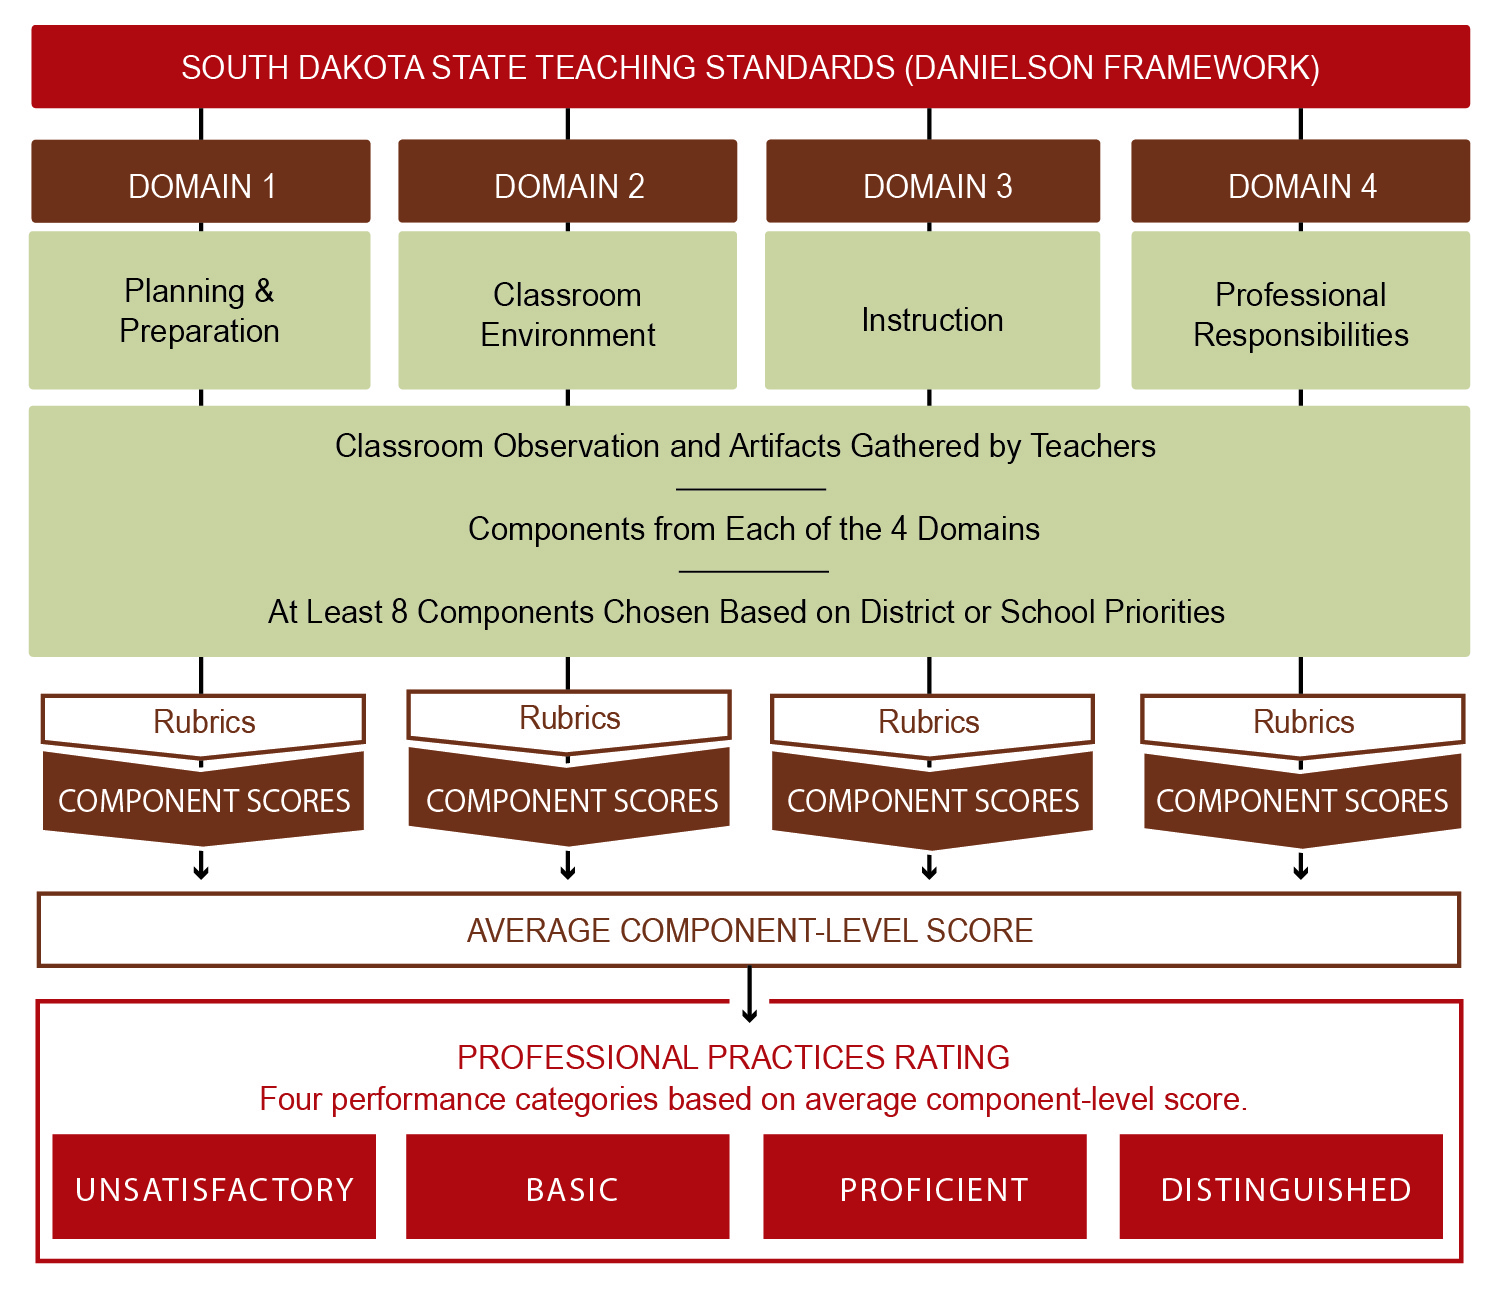 SOUTH DAKOTA STATE TEACHING STANDARDS (DANIELSON FRAMEWORK)
DOMAIN 1
DOMAIN 2
DOMAIN 3
DOMAIN 4
Planning &
Preparation
Classroom
Environment
Instruction
Professional
Responsibilities
Classroom Observation and Artifacts Gathered by Teachers
Components from Each of the 4 Domains
At Least 8 Components Chosen Based on District or School Priorities
Rubrics
Rubrics
Rubrics
Rubrics
COMPONENT SCORES
COMPONENT SCORES
COMPONENT SCORES
COMPONENT SCORES
AVERAGE COMPONENT-LEVEL SCORE
PROFESSIONAL PRACTICES RATING
Four performance categories based on average component-level score.
UNSATISFACTORY
BASIC
PROFICIENT
DISTINGUISHED